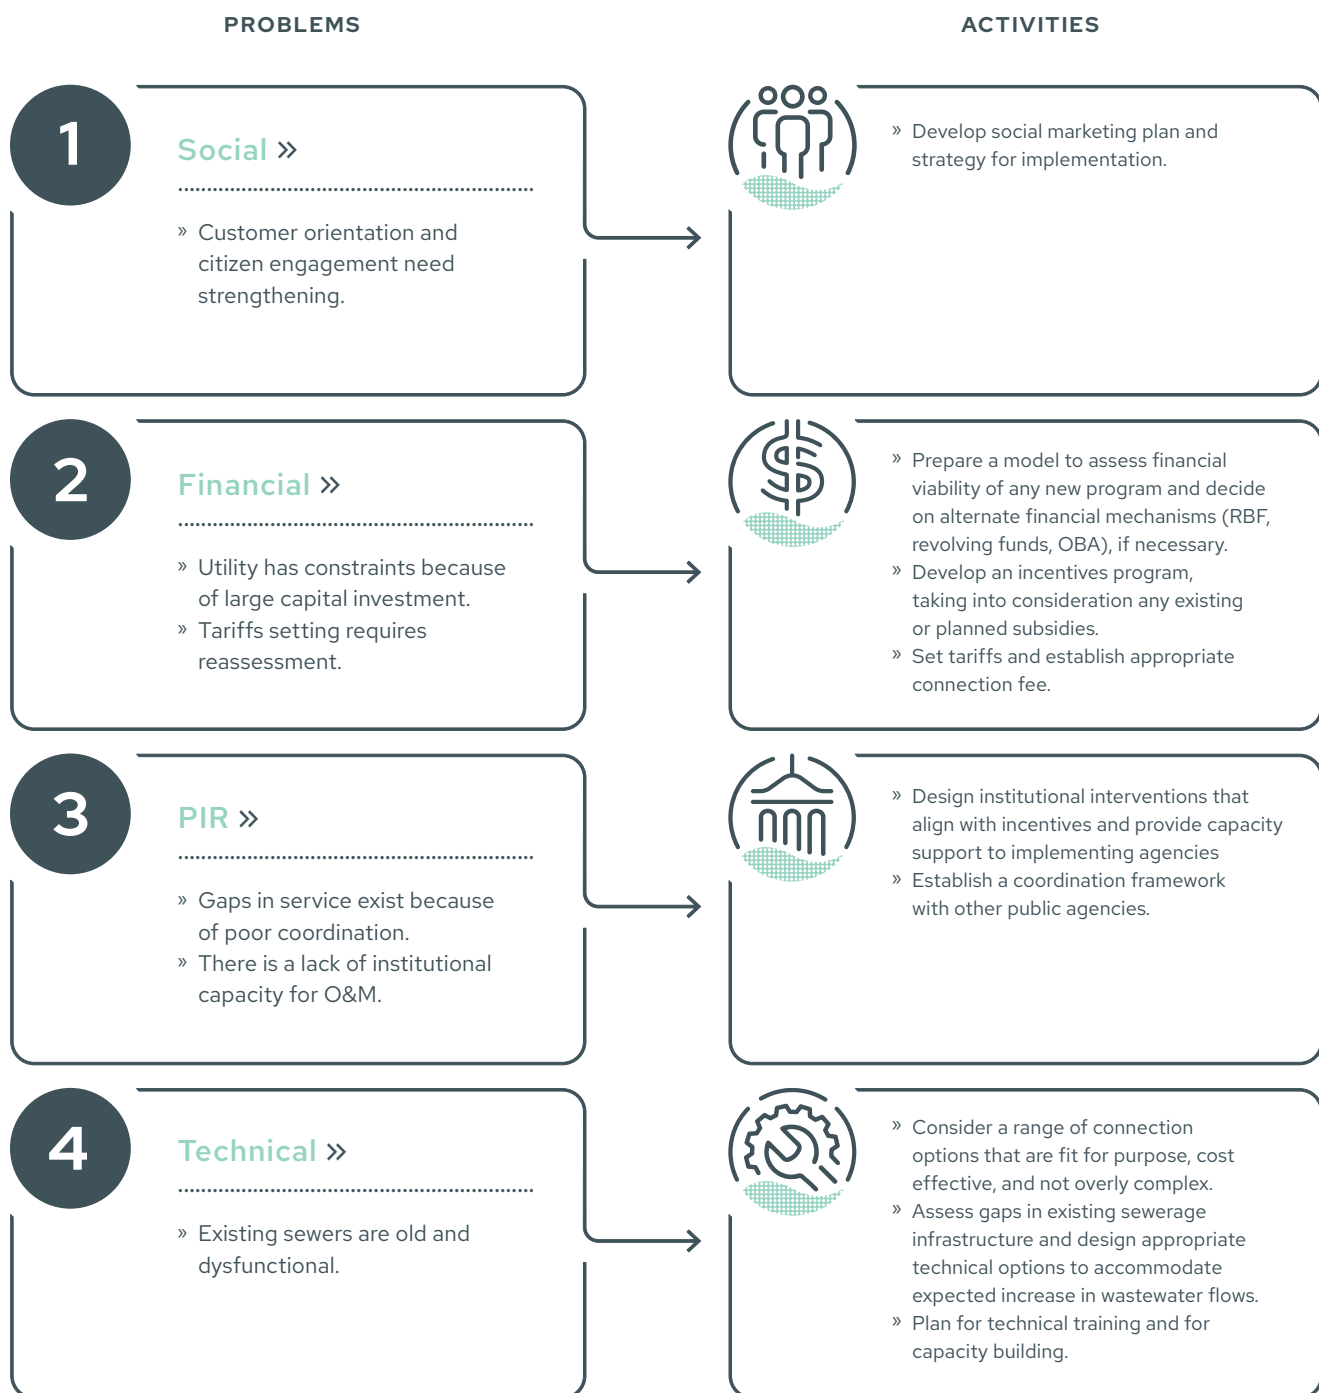 PROBLEMS
ACTIVITIES
1
Social »
» Customer orientation and
citizen engagement need
strengthening.
» Develop social marketing plan and
strategy for implementation.
2
Financial »
» Utility has constraints because
of large capital investment.
» Tariffs setting requires
reassessment.
» Prepare a model to assess financial
viability of any new program and decide
on alternate financial mechanisms (RBF,
revolving funds, OBA), if necessary.
» Develop an incentives program,
taking into consideration any existing
or planned subsidies.
» Set tariffs and establish appropriate
connection fee.
3
PIR »
» Gaps in service exist because
of poor coordination.
» There is a lack of institutional
capacity for O&M.
» Design institutional interventions that
align with incentives and provide capacity
support to implementing agencies
» Establish a coordination framework
with other public agencies.
4
Technical »
» Existing sewers are old and
dysfunctional.
» Consider a range of connection
options that are fit for purpose, cost
effective, and not overly complex.
» Assess gaps in existing sewerage
infrastructure and design appropriate
technical options to accommodate
expected increase in wastewater flows.
» Plan for technical training and for
capacity building.